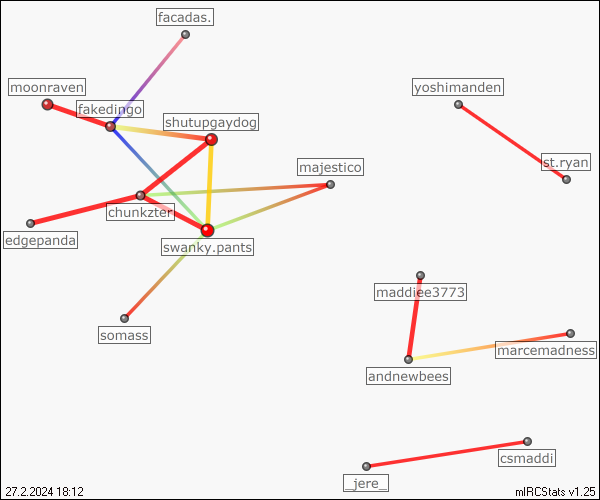 facadas.
moonraven
yoshimanden
fakedingo
shutupgaydog
st.ryan
majestico
chunkzter
edgepanda
swanky.pants
maddiee3773
somass
marcemadness
andnewbees
csmaddi
_jere_
27.2.2024 18:12
mIRCStats v1.25